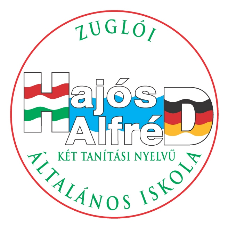 ZUGLÓI
Hajós
AlfréD
KÉT TANÍTÁSI NYELVŰ
ÁLTALÁNOS ISKOLA